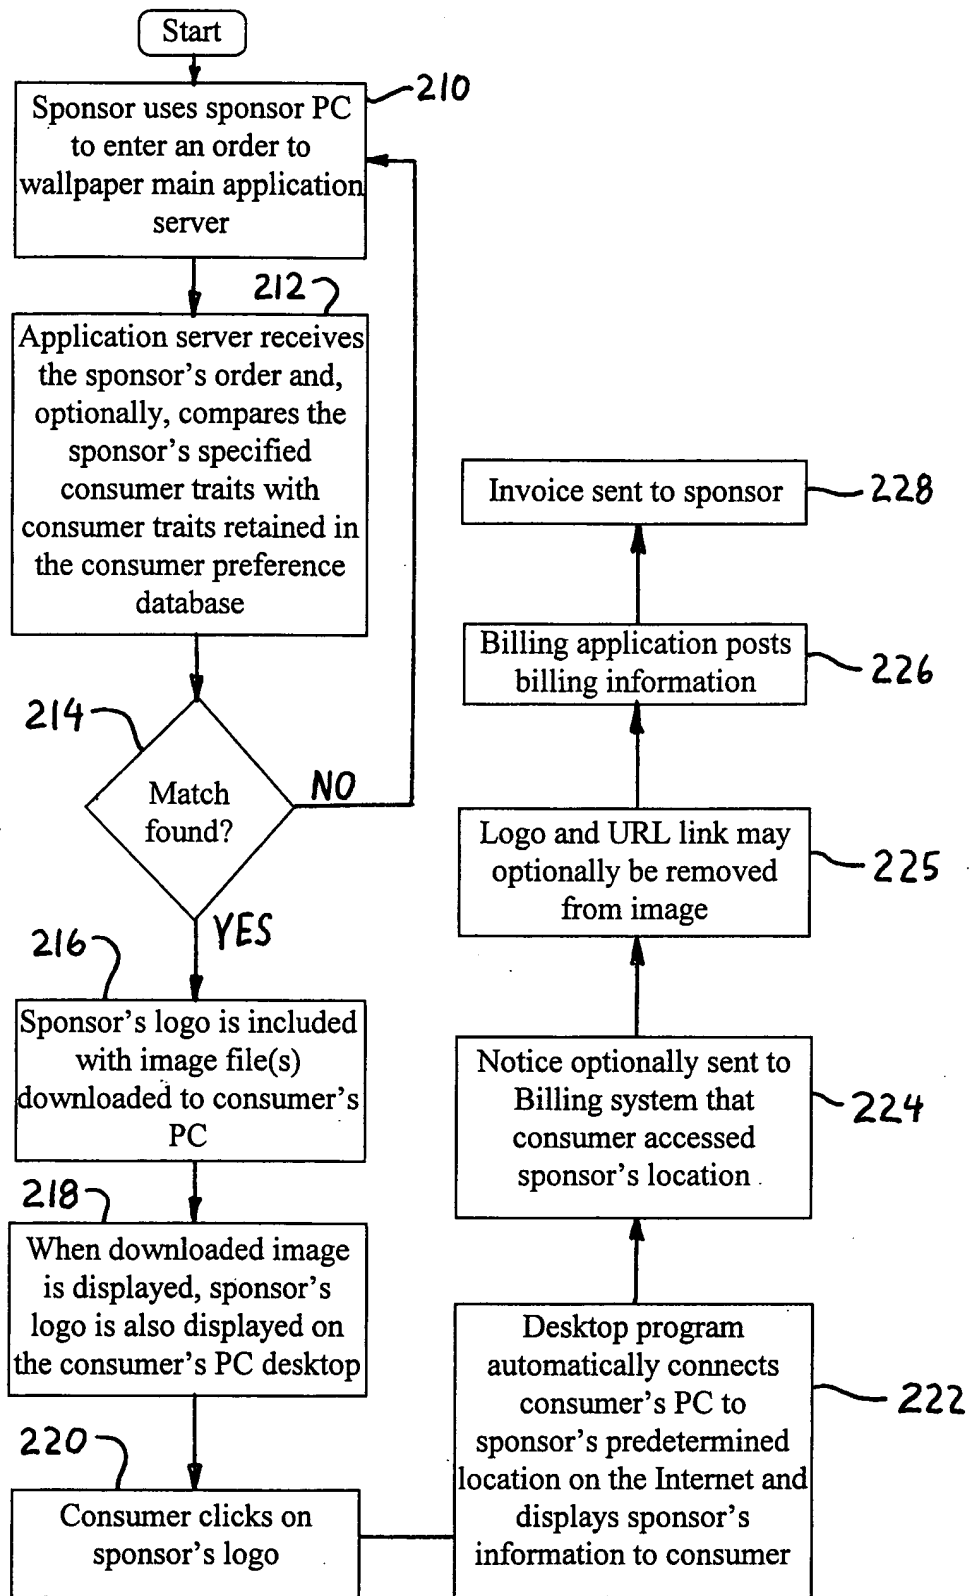 Start
210
Sponsor uses sponsor PC
to enter an order to
wallpaper main application
server
212
Application server receives
the sponsor's order and,
optionally, compares the
sponsor's specified
consumer traits with
consumer traits retained in
the consumer preference
database
214
Match
found?
NO
YES
216
Sponsor's logo is included
with image file(s)
downloaded to consumer's
PC
218
When downloaded image
is displayed, sponsor's
logo is also displayed on
the consumer's PC desktop
220
Consumer clicks on
sponsor's logo
Desktop program
automatically connects
consumer's PC to
sponsor's predetermined
location on the Internet and
displays sponsor's
information to consumer
222
Notice optionally sent to
Billing system that
consumer accessed
sponsor's location
224
Logo and URL link may
optionally be removed
from image
225
Billing application posts
billing information
226
Invoice sent to sponsor
228